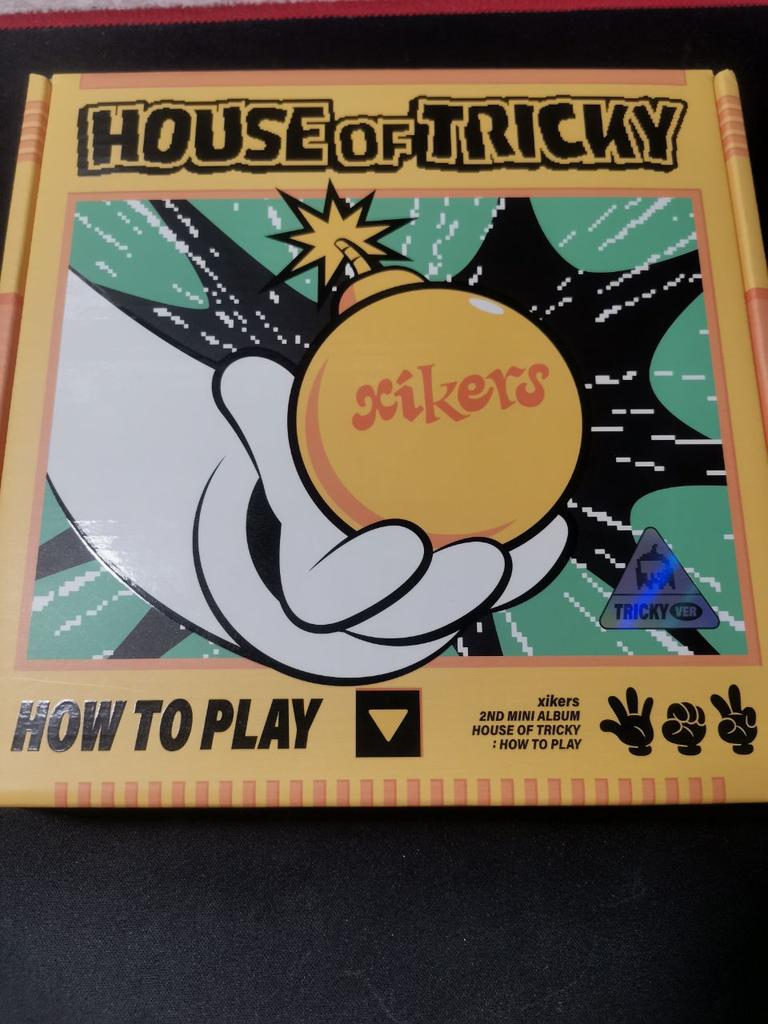 HOUSE OF TRICKY
xikers
TRICKY VER
HOW TO PLAY
xikers
2ND MINI ALBUM
HOUSE OF TRICKY
: HOW TO PLAY